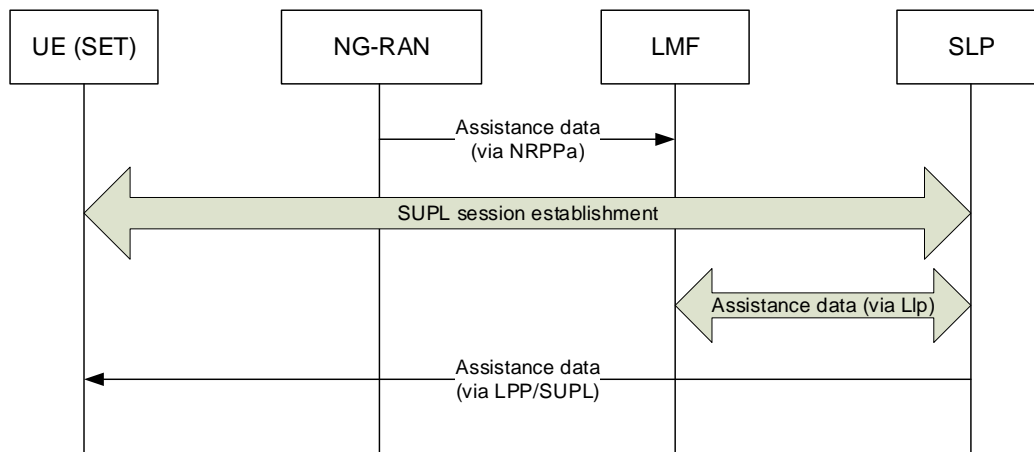 UE (SET)
NG-RAN
LMF
SLP
Assistance data
(via NRPPa)
SUPL session establishment
Assistance data (via Llp)
Assistance data
(via LPP/SUPL)